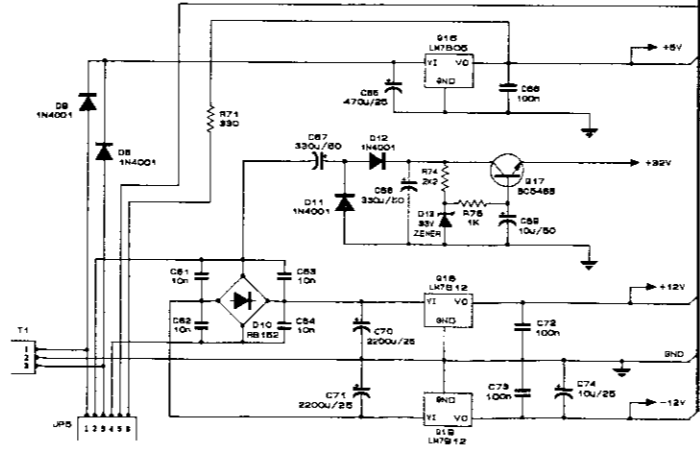 Q15
LM7805
VI VO
GND
+5V
C65
470u/25
C66
100n
D9
1N4001
D8
1N4001
R71
330
C67
330u/50
D12
1N4001
R74
2K2
C68
330u/50
D11
1N4001
D13
33V
ZENER
R75
1K
Q17
BC546B
C69
10u/50
+32V
C61
10n
C63
10n
C62
10n
D10
RB152
C64
10n
Q16
LM7812
VI VO
GND
+12V
C70
2200u/25
C72
100n
GND
T1
1
2
3
C71
2200u/25
GND
VI VO
Q18
LM7912
C73
100n
C74
10u/25
-12V
JP5
1 2 3 4 5 6